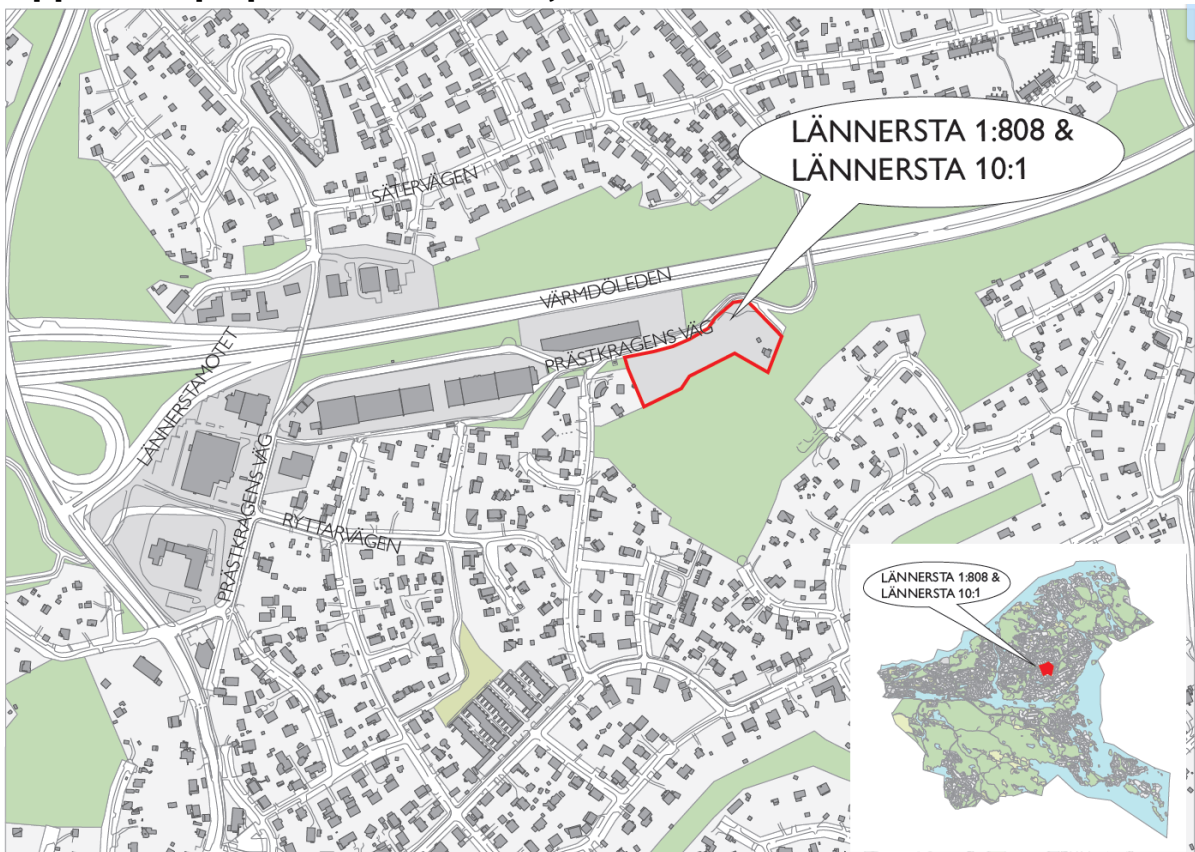 LÄNNERSTA 1:808 &
LÄNNERSTA 10:1
SÄTERVÄGEN
VÄRMDÖLEDEN
PRÄSTKRAGENS VÄG
LÄNNERSTAMOTET
PRÄSTKRAGENS VÄG
RYTTARVÄGEN
LÄNNERSTA 1:808 &
LÄNNERSTA 10:1